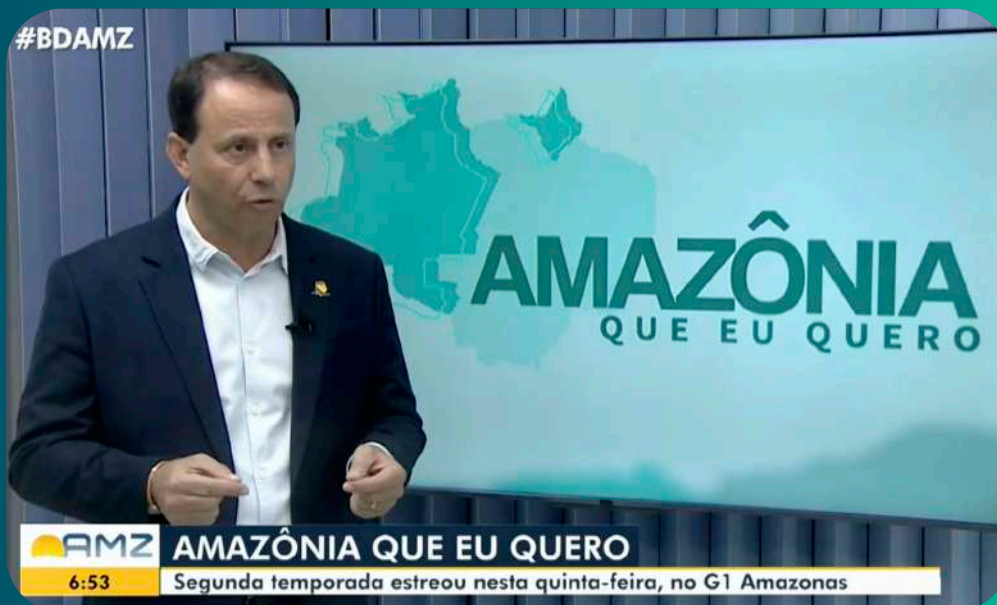 #BDAMZ
AMAZÔNIA
QUE EU QUERO
AMZ
AMAZÔNIA QUE EU QUERO
6:53
Segunda temporada estreou nesta quinta-feira, no G1 Amazonas